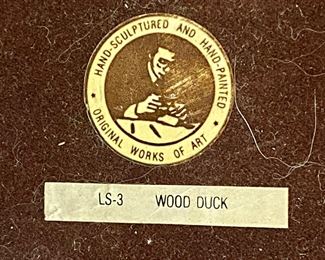 HAND-SCULPTURED AND HAND-PAINTED
• ORIGINAL WORKS OF ART •
LS-3 WOOD DUCK